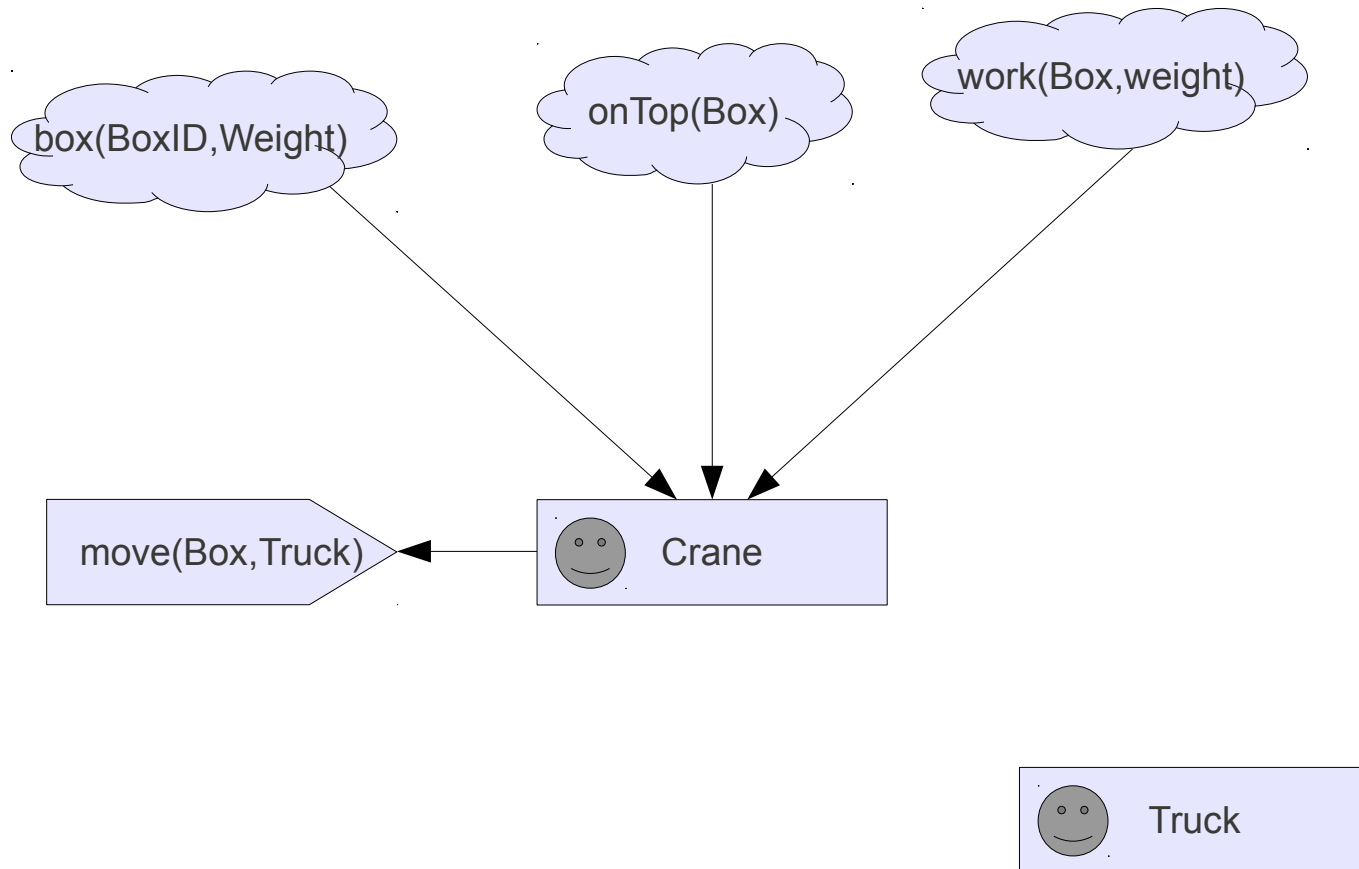 box(BoxID,Weight)
onTop(Box)
work(Box,weight)
move(Box,Truck)
Crane
Truck